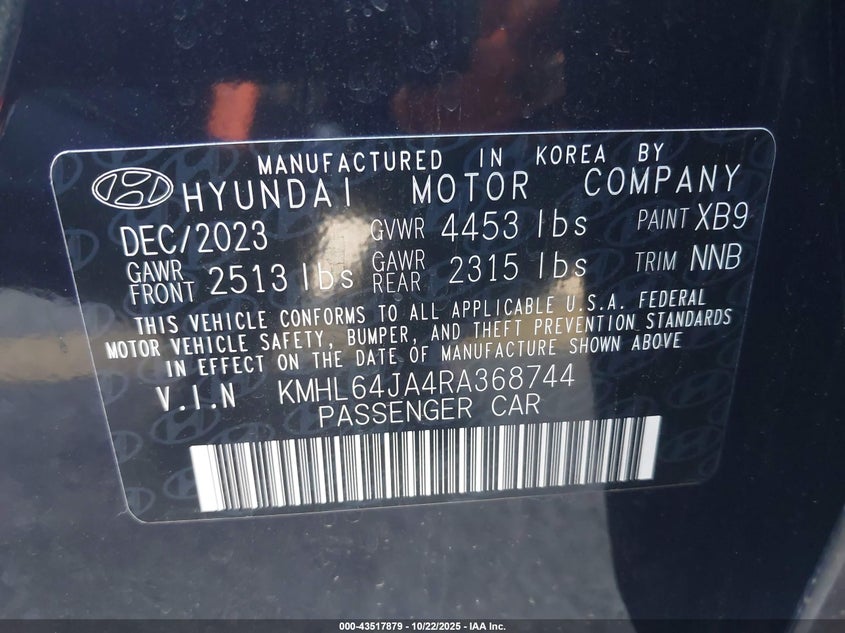 MANUFACTURED IN KOREA BY
HYUNDAI MOTOR COMPANY
DEC/2023 GVWR 4453 lbs PAINT XB9
GAWR FRONT 2513 lbs GAWR REAR 2315 lbs TRIM NNB
THIS VEHICLE CONFORMS TO ALL APPLICABLE U.S.A. FEDERAL
MOTOR VEHICLE SAFETY, BUMPER, AND THEFT PREVENTION STANDARDS
IN EFFECT ON THE DATE OF MANUFACTURE SHOWN ABOVE
V.I.N KMHL64JA4RA368744
PASSENGER CAR
000-43517879 - 10/22/2025 - IAA Inc.